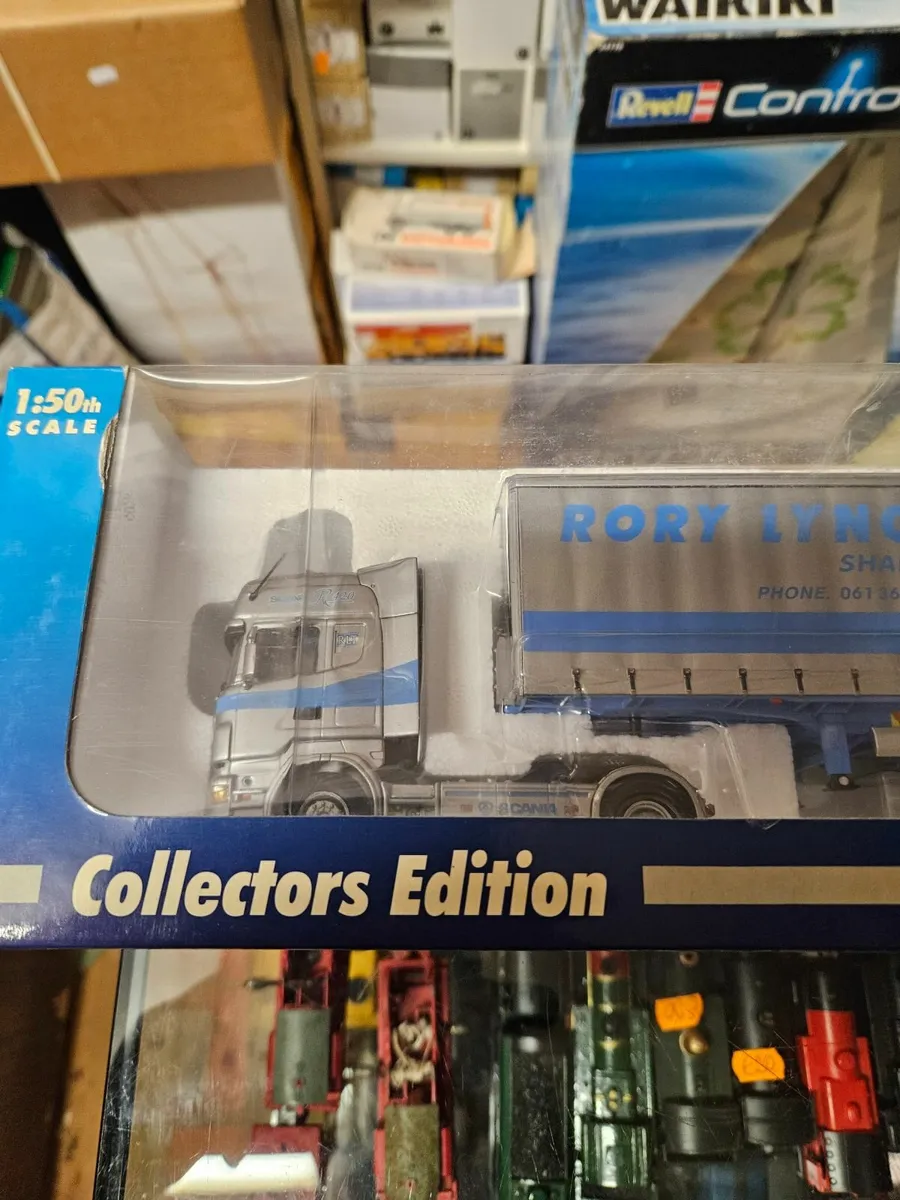 WAIKIKI
Revell Contro
1:50th
SCALE
RORY LYNC
SHA
PHONE. 061 36
SCANIA
Collectors Edition